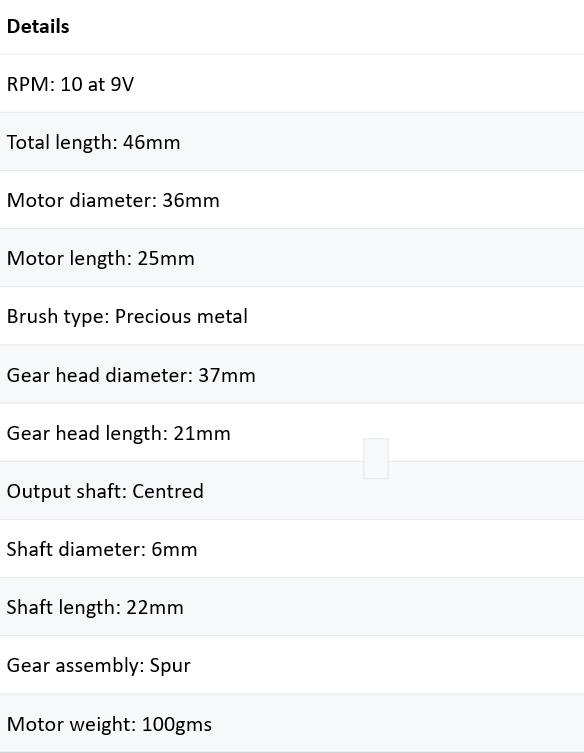 Details
RPM: 10 at 9V
Total length: 46mm
Motor diameter: 36mm
Motor length: 25mm
Brush type: Precious metal
Gear head diameter: 37mm
Gear head length: 21mm
Output shaft: Centred
Shaft diameter: 6mm
Shaft length: 22mm
Gear assembly: Spur
Motor weight: 100gms